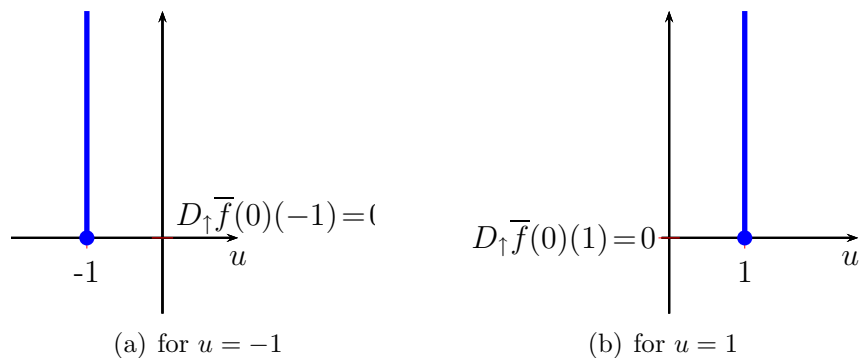 D↑f̅(0)(−1)=
u
-1
(a) for u = −1
D↑f̅(0)(1)=0
u
1
(b) for u = 1